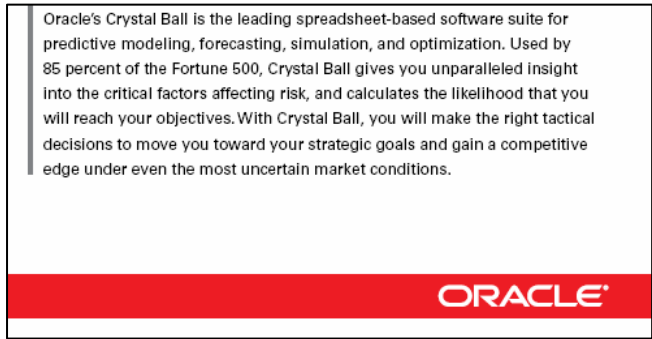 Oracle's Crystal Ball is the leading spreadsheet-based software suite for
predictive modeling, forecasting, simulation, and optimization. Used by
85 percent of the Fortune 500, Crystal Ball gives you unparalleled insight
into the critical factors affecting risk, and calculates the likelihood that you
will reach your objectives. With Crystal Ball, you will make the right tactical
decisions to move you toward your strategic goals and gain a competitive
edge under even the most uncertain market conditions.
ORACLE